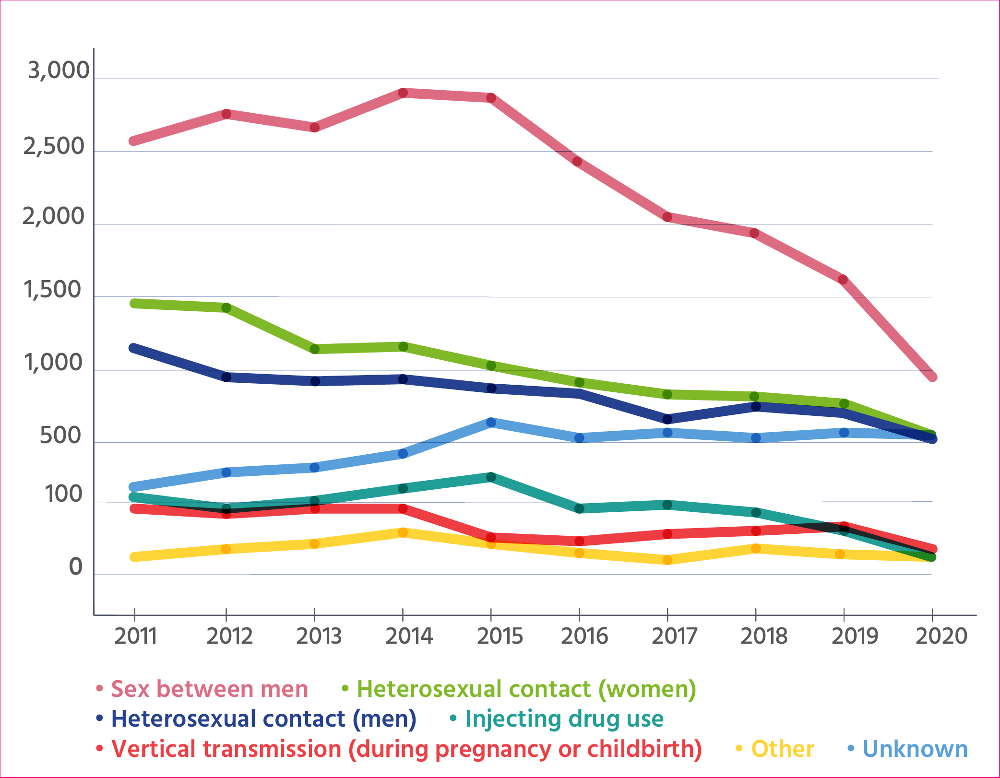 3,000
2,500
2,000
1,500
1,000
500
100
0
2011 2012 2013 2014 2015 2016 2017 2018 2019 2020
• Sex between men • Heterosexual contact (women)
• Heterosexual contact (men) • Injecting drug use
• Vertical transmission (during pregnancy or childbirth) • Other • Unknown